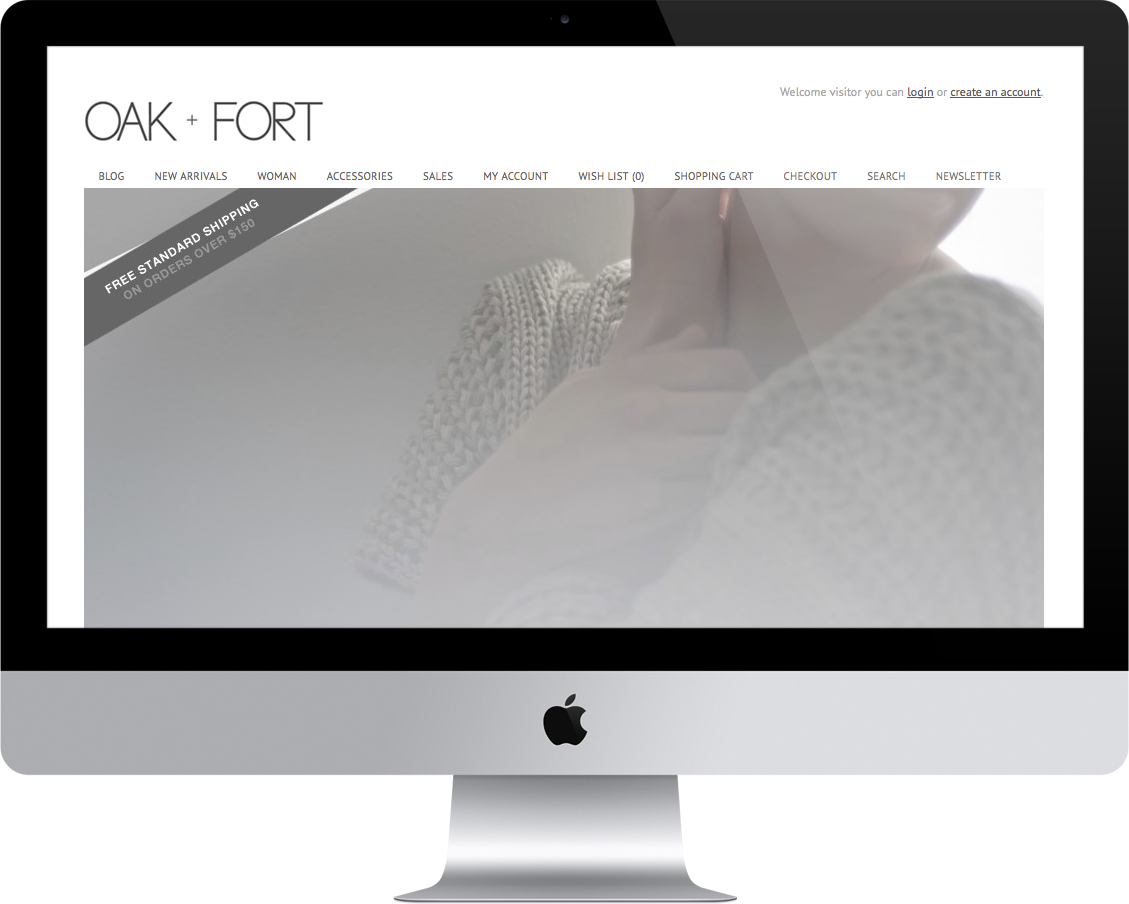 Welcome visitor you can login or create an account.
OAK + FORT
BLOG NEW ARRIVALS WOMAN ACCESSORIES SALES MY ACCOUNT WISH LIST (0) SHOPPING CART CHECKOUT SEARCH NEWSLETTER
FREE STANDARD SHIPPING
ON ORDERS OVER $150